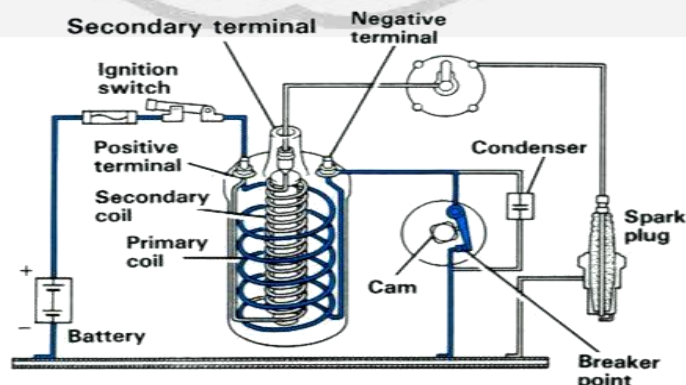 Secondary terminal
Negative
terminal
Ignition
switch
Positive
terminal
Condenser
Secondary
coil
Spark
plug
Primary
coil
Cam
+
−
Battery
Breaker
point